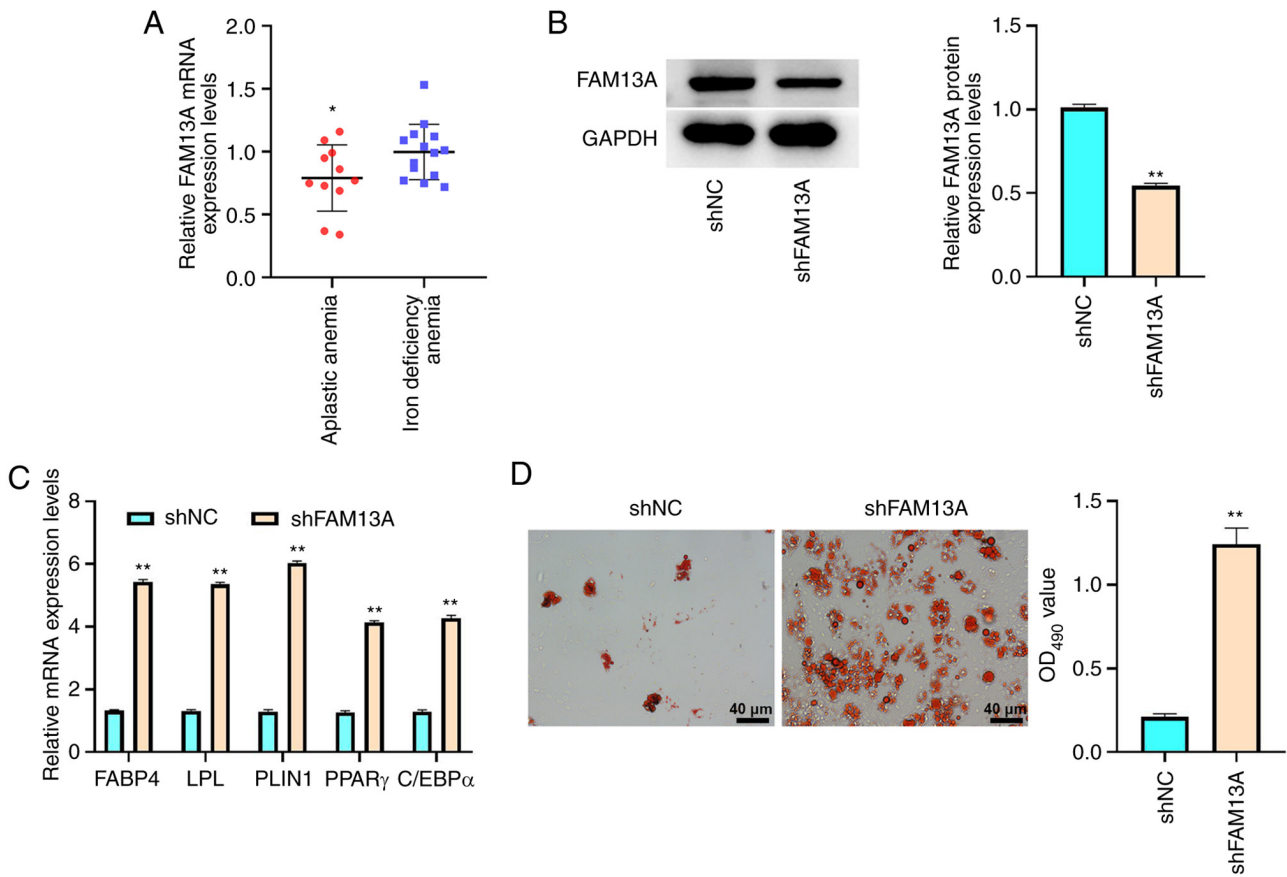 A
Relative FAM13A mRNA
expression levels
2.0
1.5
1.0
0.5
0.0
*
Aplastic anemia
Iron deficiency
anemia
B
FAM13A
GAPDH
shNC
shFAM13A
Relative FAM13A protein
expression levels
1.5
1.0
0.5
0.0
**
shNC
shFAM13A
C
Relative mRNA expression levels
8
6
4
2
0
shNC
shFAM13A
**
**
**
**
**
FABP4
LPL
PLIN1
PPARγ
C/EBPα
D
shNC
shFAM13A
40 µm
40 µm
OD490 value
1.5
1.0
0.5
0.0
**
shNC
shFAM13A